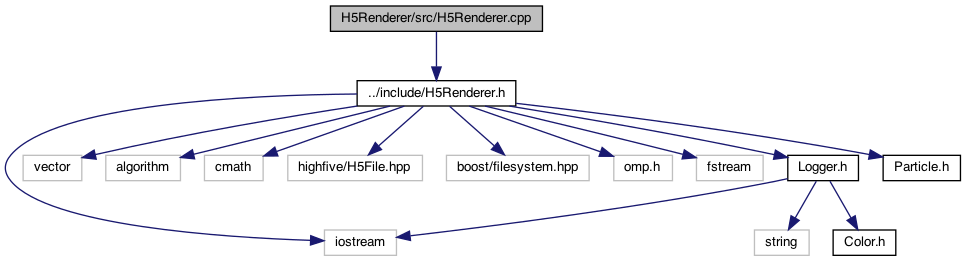 H5Renderer/src/H5Renderer.cpp
../include/H5Renderer.h
vector
algorithm
cmath
highfive/H5File.hpp
boost/filesystem.hpp
omp.h
fstream
Logger.h
Particle.h
iostream
string
Color.h